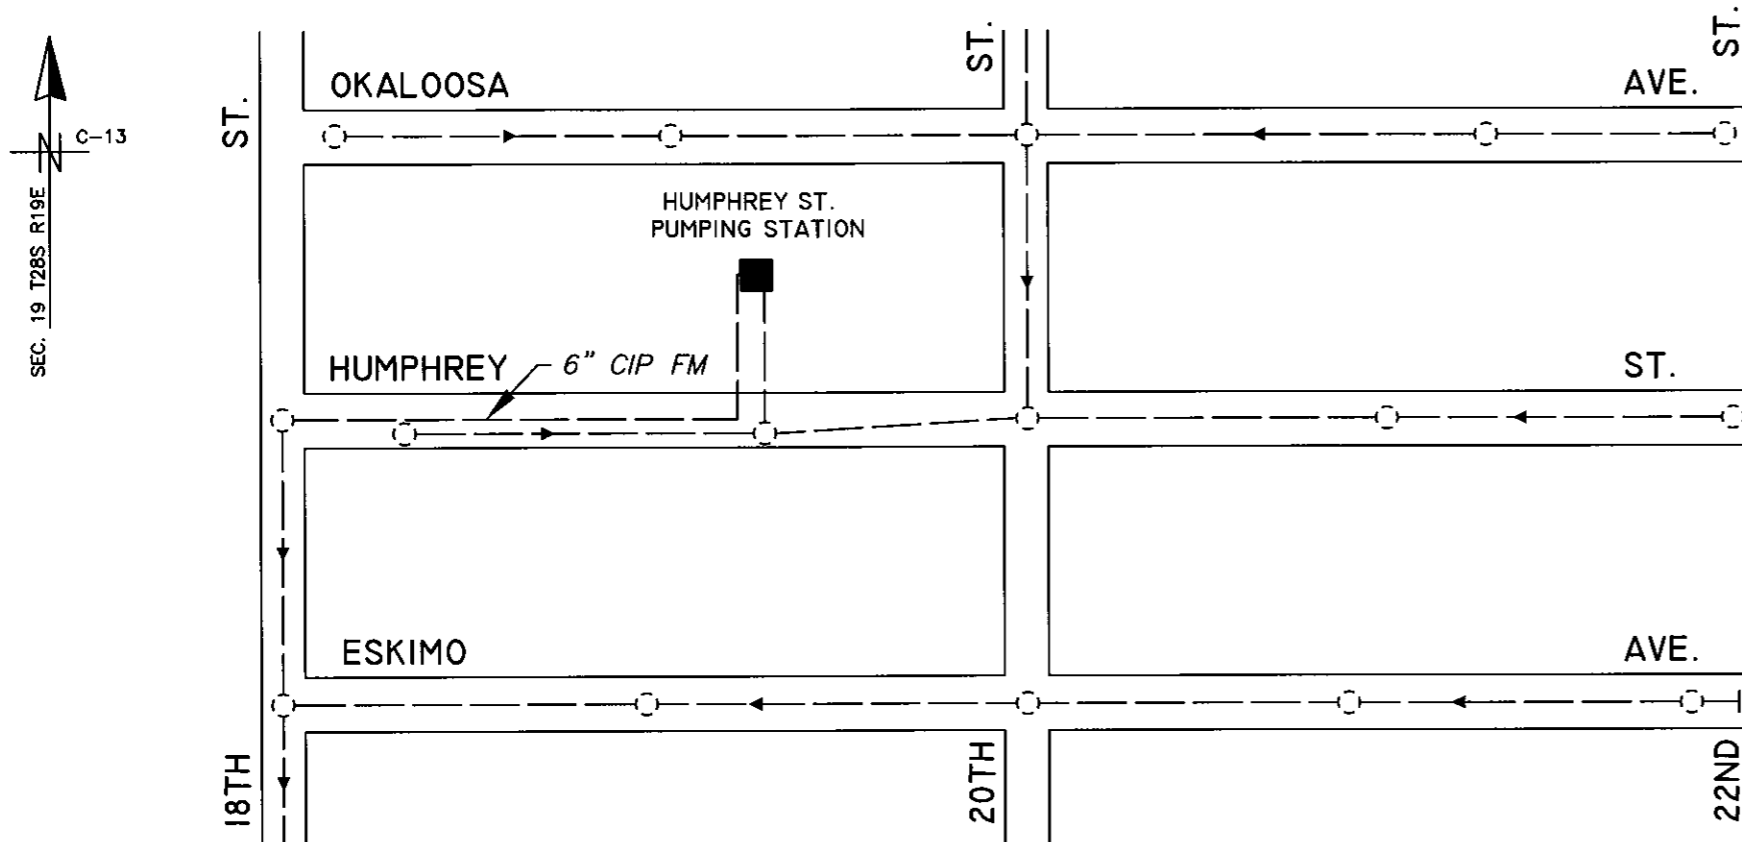 ST.
ST.
OKALOOSA
AVE.
ST.
N
C-13
SEC. 19 T28S R19E
HUMPHREY ST.
PUMPING STATION
HUMPHREY
6" CIP FM
ST.
ESKIMO
AVE.
18TH
20TH
22ND